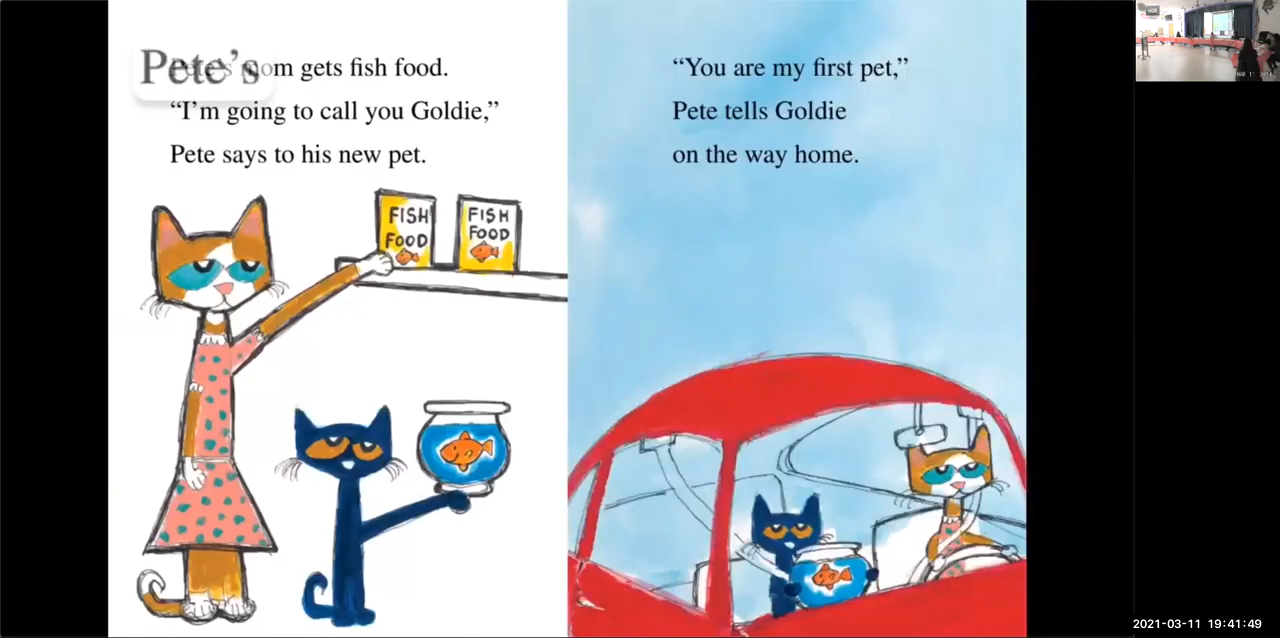 Pete's mom gets fish food.
"I'm going to call you Goldie,"
Pete says to his new pet.
FISH
FOOD
FISH
FOOD
"You are my first pet,"
Pete tells Goldie
on the way home.
2021-03-11 19:41:49